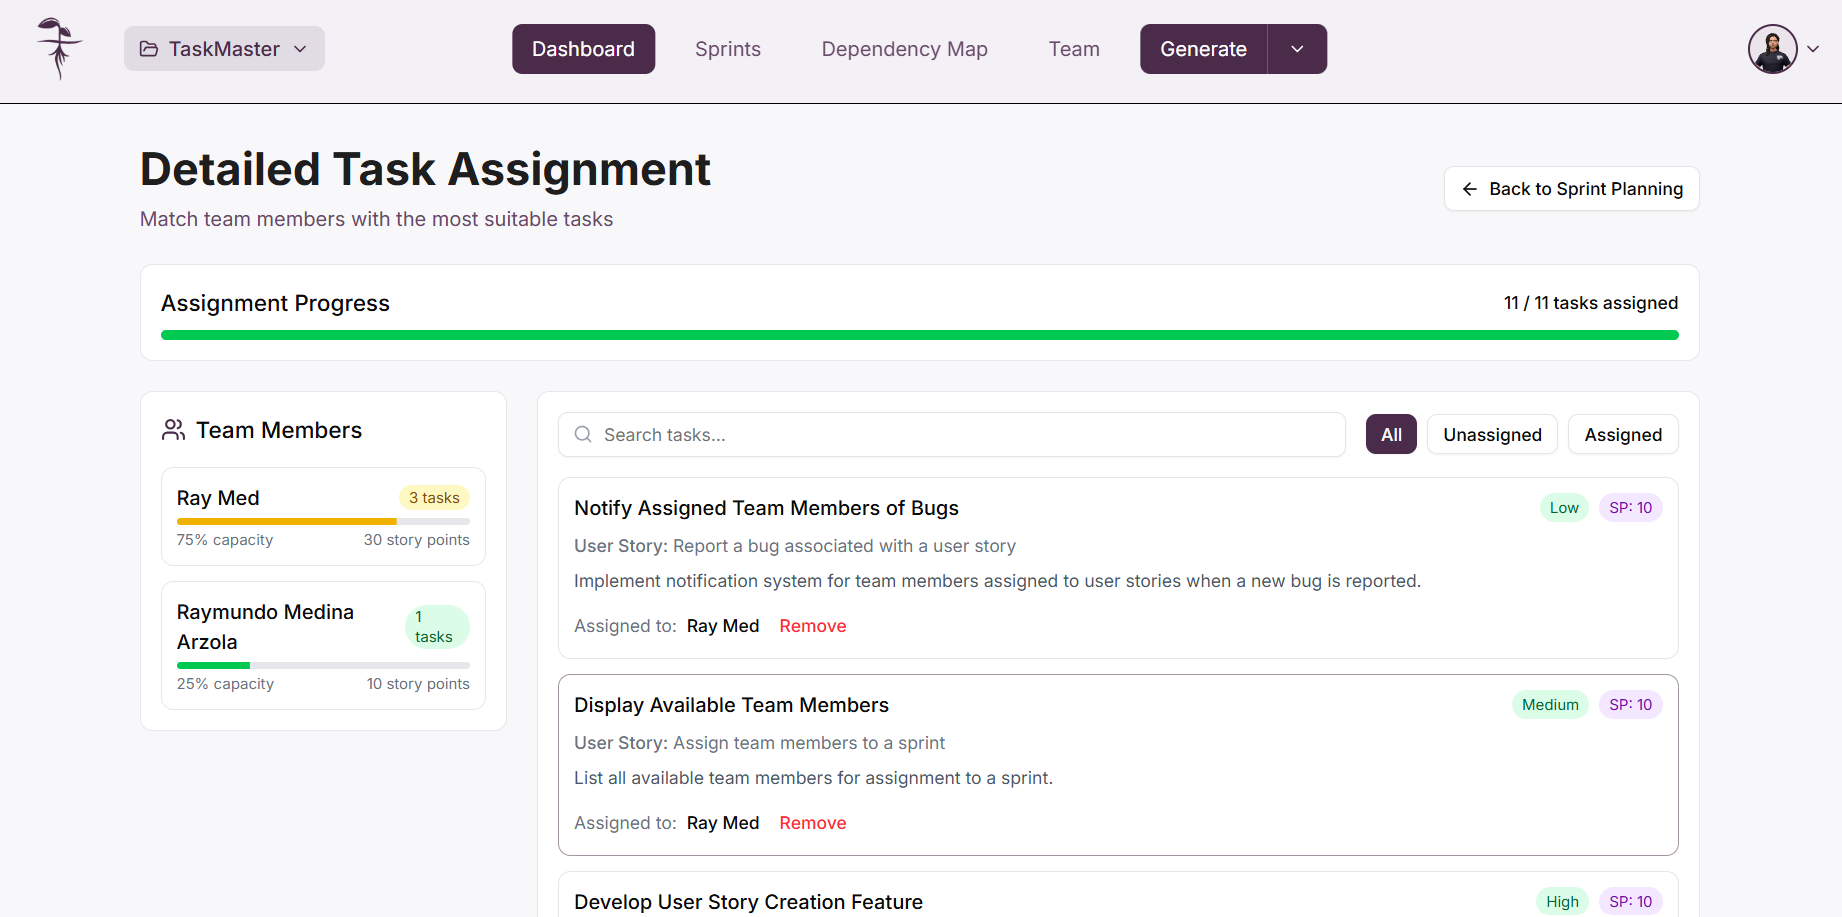 TaskMaster
Dashboard
Sprints
Dependency Map
Team
Generate
Detailed Task Assignment
Match team members with the most suitable tasks
Back to Sprint Planning
Assignment Progress
11 / 11 tasks assigned
Team Members
Ray Med
3 tasks
75% capacity
30 story points
Raymundo Medina
Arzola
1
tasks
25% capacity
10 story points
Search tasks...
All
Unassigned
Assigned
Notify Assigned Team Members of Bugs
Low
SP: 10
User Story: Report a bug associated with a user story
Implement notification system for team members assigned to user stories when a new bug is reported.
Assigned to: Ray Med Remove
Display Available Team Members
Medium
SP: 10
User Story: Assign team members to a sprint
List all available team members for assignment to a sprint.
Assigned to: Ray Med Remove
Develop User Story Creation Feature
High
SP: 10